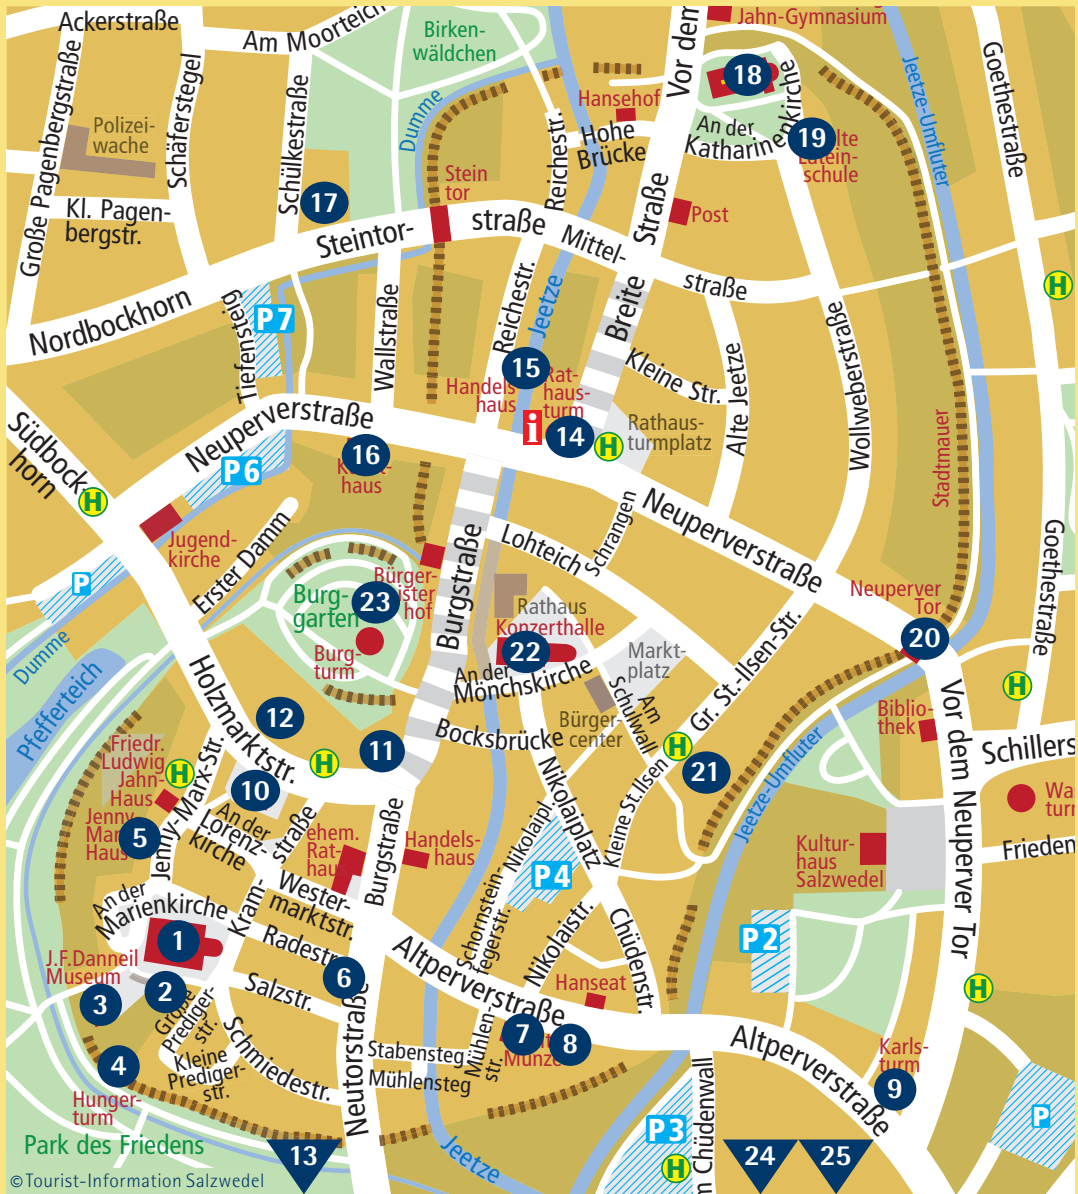 Ackerstraße
Am Moorteich
Birken-
wäldchen
Vor dem
Jahn-Gymnasium
Große Pagenbergstraße
Schäferstegel
Polizei-
wache
Schülkestraße
Dumme
Hansehof
Hohe
Brücke
Reichestr.
18
An der
Katharinenkirche
19
Latein-
schule
Jeetze-Umfluter
Goethestraße
Kl. Pagen-
bergstr.
17
Stein
tor
Steintor-
straße
Mittel-
straße
Breite
Straße
Post
H
Nordbockhorn
Tiefensteig
P7
Wallstraße
Reichestr.
Jeetze
15
Handels
haus
Rat-
haus-
turm
i
14
H
Kleine Str.
Rathaus-
turmplatz
Alte Jeetze
Wollweberstraße
Stadtmauer
Südbock-
horn
H
Neuperverstraße
P6
16
haus
Jugend-
kirche
P
Erster Damm
Burg-
garten
23
Bürger-
meister
hof
Burg-
turm
Burgstraße
Lohteich
Schrangen
Neuperverstraße
Rathaus
Konzerthalle
22
An der
Mönchskirche
Markt-
platz
Bürger-
center
Am
Schulwall
Gr. St.-Ilsen-Str.
Neuperver
Tor
20
Goethestraße
H
Dumme
Pfefferteich
Holzmarktstr.
12
H
11
Bocksbrücke
H
21
Kleine St.Ilsen
Jeetze-Umfluter
Biblio-
thek
Vor dem Neuperver Tor
Schillers
Friedr.
Ludwig
Jahn-
Haus
H
Jenny-Marx-Str.
Jenny
Haus
5
10
An der
Lorenz-
kirche
Kram-
straße
ehem.
Rat-
haus
Burgstraße
Handels-
haus
Nikolaiplatz
Schornstein-
fegerstr.
Nikolaipl.
P4
Kultur-
haus
Salzwedel
Frieden
An der
Marienkirche
1
Wester-
marktstr.
Radestr.
6
Altperverstraße
Nikolaistr.
Chüdenstr.
P2
H
J.F.Danneil
Museum
3
2
Große
Prediger-
str.
Salzstr.
Schmiedestr.
Kleine
Prediger-
str.
4
Hunger-
turm
Neutorstraße
Stabensteg
Mühlensteg
Mühlen-
str.
Hanseat
7
8
Münze
Altperverstraße
Karls-
turm
9
P
Park des Friedens
13
Jeetze
P3
H
Chüdenwall
24
25
©Tourist-Information Salzwedel